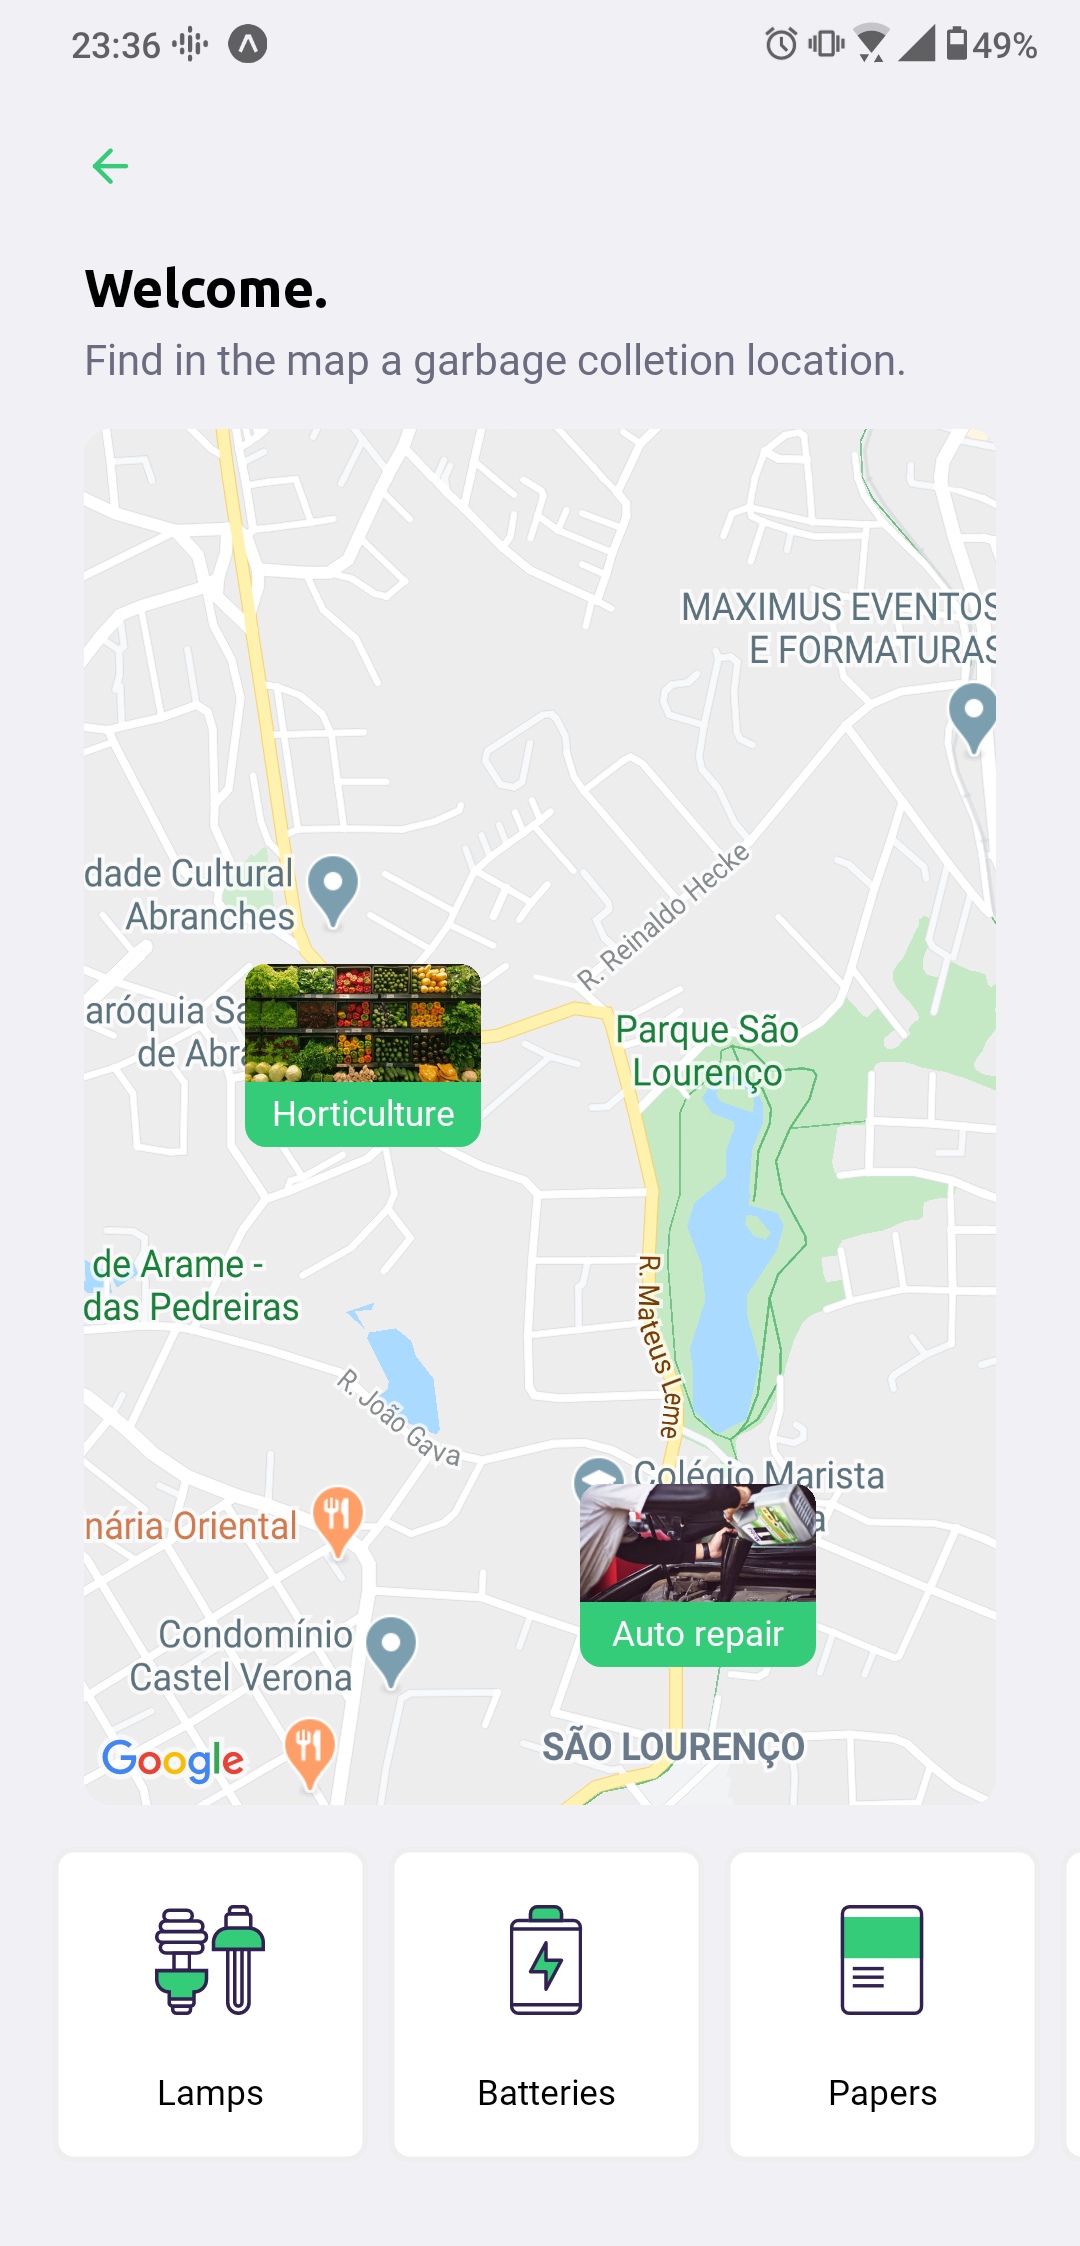 23:36
49%
Welcome.
Find in the map a garbage colletion location.
MAXIMUS EVENTOS
E FORMATURAS
dade Cultural
Abranches
R. Reinaldo Hecke
aróquia Sa
de Abra
Parque São
Lourenço
Horticulture
de Arame -
das Pedreiras
R. Mateus Leme
R. João Gava
Colégio Marista
a
nária Oriental
Auto repair
Condomínio
Castel Verona
SÃO LOURENÇO
Google
Lamps
Batteries
Papers